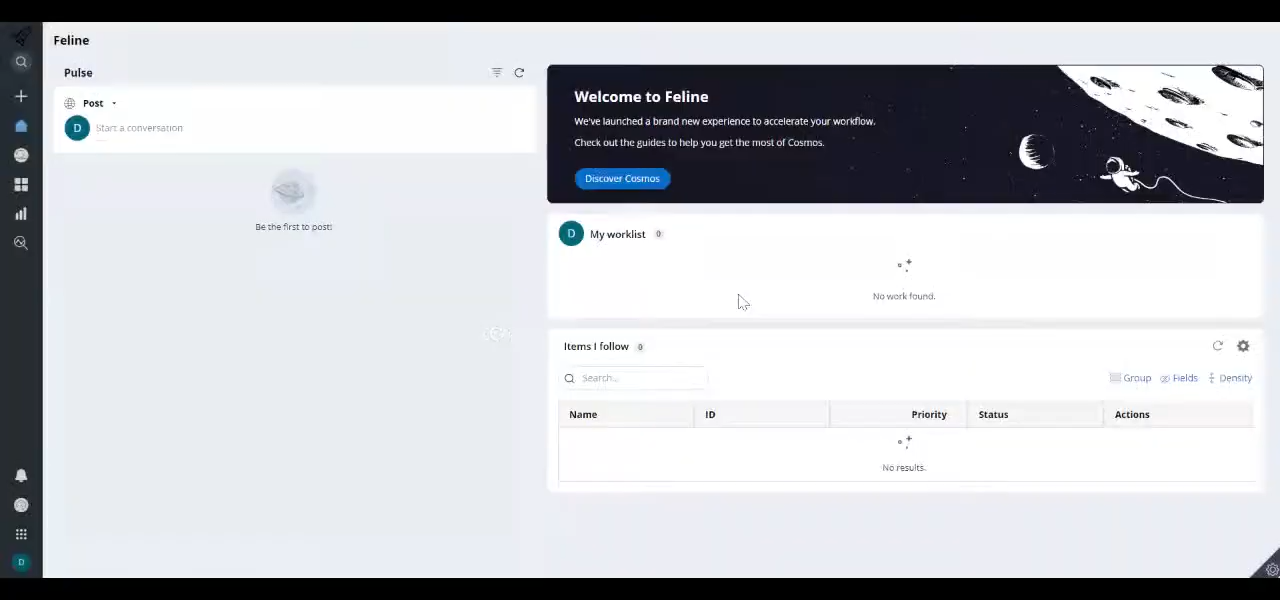 Feline
Pulse
Post
D Start a conversation
Be the first to post!
Welcome to Feline
We've launched a brand new experience to accelerate your workflow.
Check out the guides to help you get the most of Cosmos.
Discover Cosmos
D My worklist 0
No work found.
Items I follow 0
Search...
Group Fields Density
Name ID Priority Status Actions
No results.
D